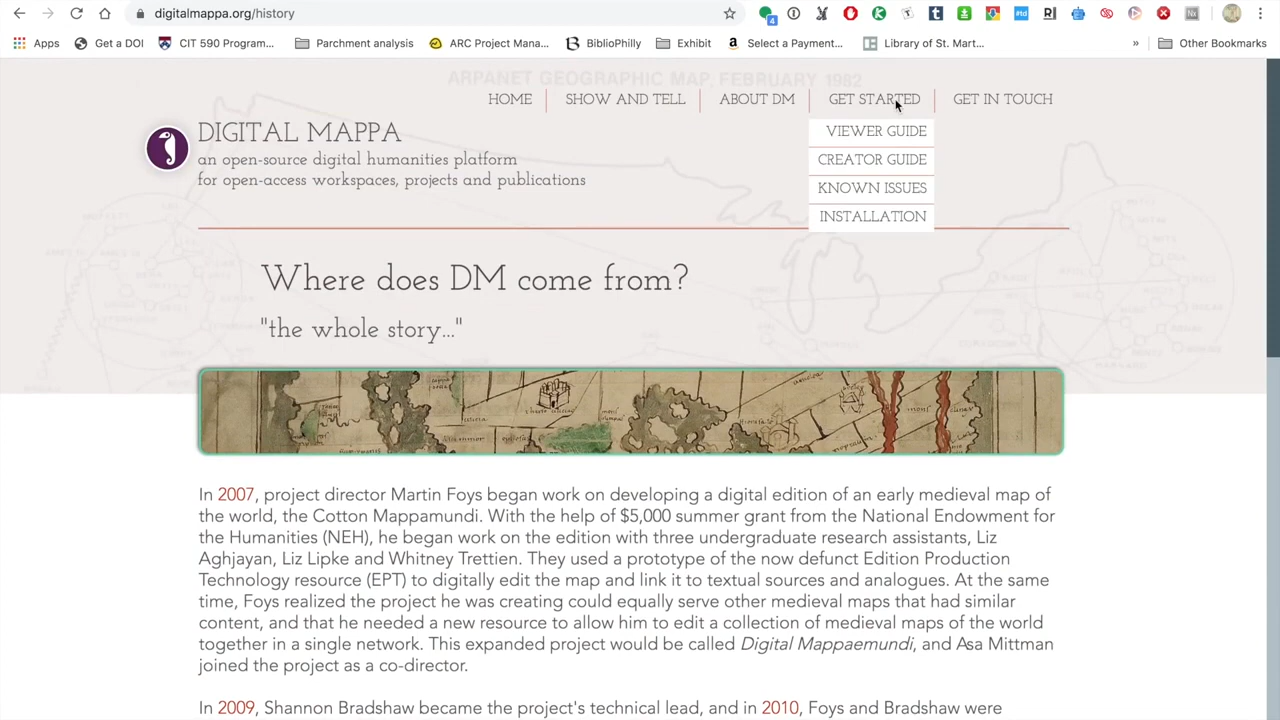 digitalmappa.org/history
4
#td
Apps
Get a DOI
CIT 590 Program...
Parchment analysis
ARC Project Mana...
BiblioPhilly
Exhibit
Select a Payment...
Library of St. Mart...
»
Other Bookmarks
ARPANET GEOGRAPHIC MAP, FEBRUARY 1982
HOME
SHOW AND TELL
ABOUT DM
GET STARTED
GET IN TOUCH
VIEWER GUIDE
CREATOR GUIDE
KNOWN ISSUES
INSTALLATION
DIGITAL MAPPA
an open-source digital humanities platform
for open-access workspaces, projects and publications
Where does DM come from?
"the whole story..."
In 2007, project director Martin Foys began work on developing a digital edition of an early medieval map of
the world, the Cotton Mappamundi. With the help of $5,000 summer grant from the National Endowment for
the Humanities (NEH), he began work on the edition with three undergraduate research assistants, Liz
Aghjayan, Liz Lipke and Whitney Trettien. They used a prototype of the now defunct Edition Production
Technology resource (EPT) to digitally edit the map and link it to textual sources and analogues. At the same
time, Foys realized the project he was creating could equally serve other medieval maps that had similar
content, and that he needed a new resource to allow him to edit a collection of medieval maps of the world
together in a single network. This expanded project would be called Digital Mappaemundi, and Asa Mittman
joined the project as a co-director.
In 2009, Shannon Bradshaw became the project's technical lead, and in 2010, Foys and Bradshaw were